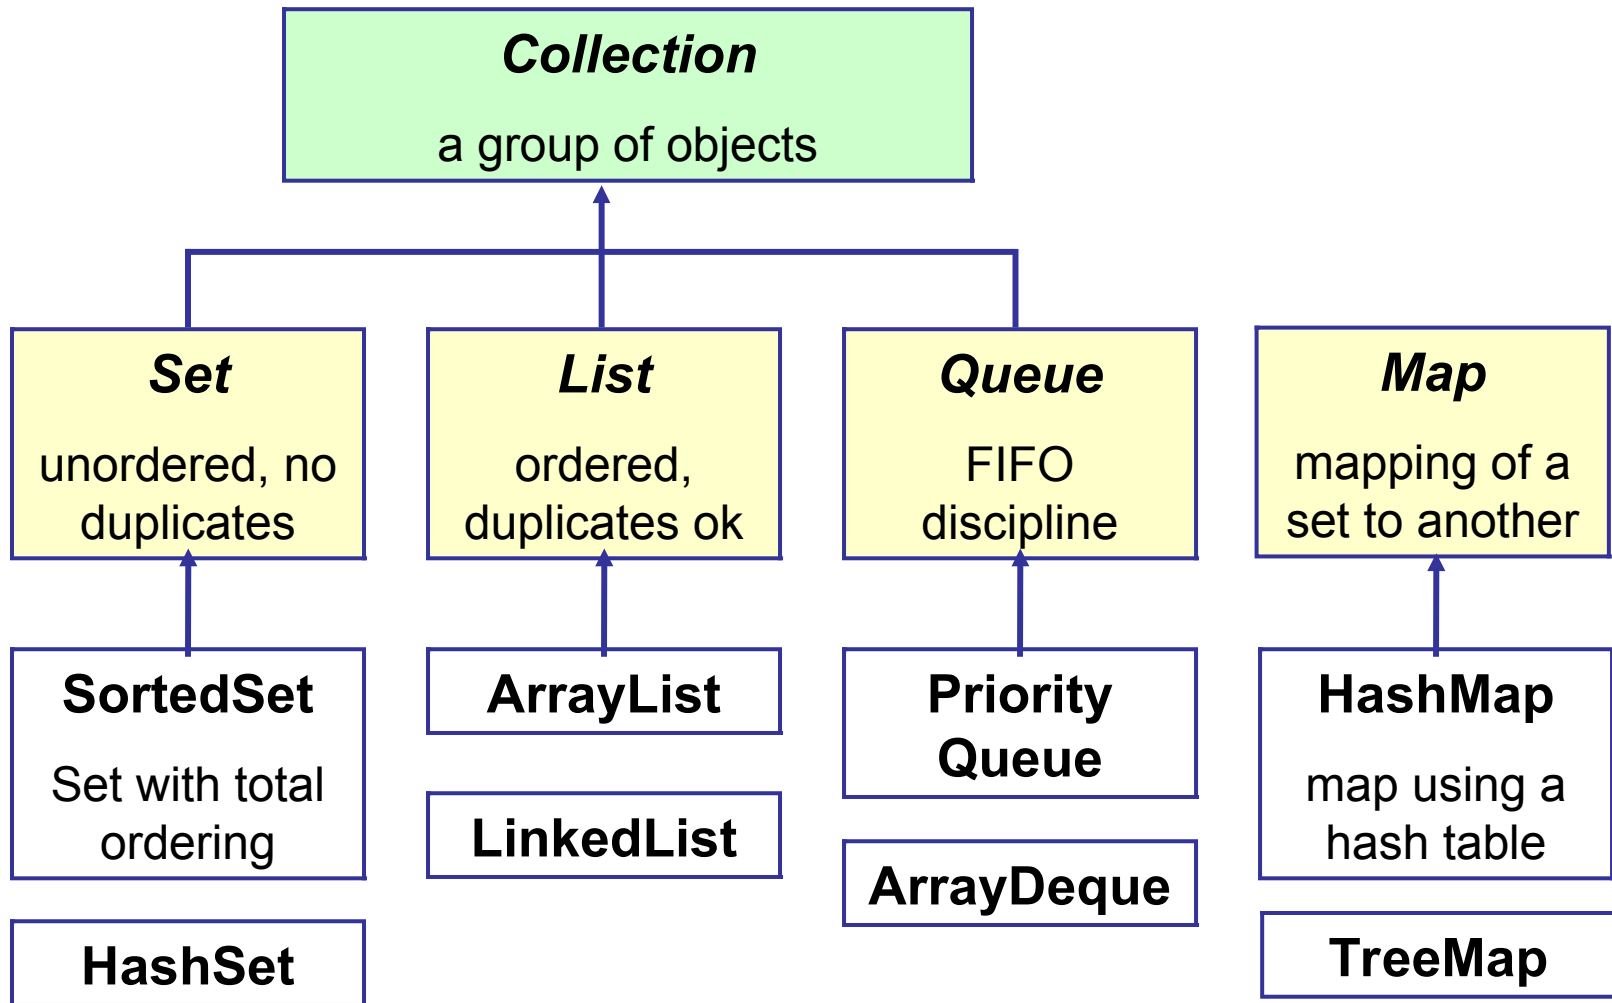 Collection
a group of objects
Set
unordered, no
duplicates
List
ordered,
duplicates ok
Queue
FIFO
discipline
Map
mapping of a
set to another
SortedSet
Set with total
ordering
HashSet
ArrayList
LinkedList
Priority
Queue
ArrayDeque
HashMap
map using a
hash table
TreeMap